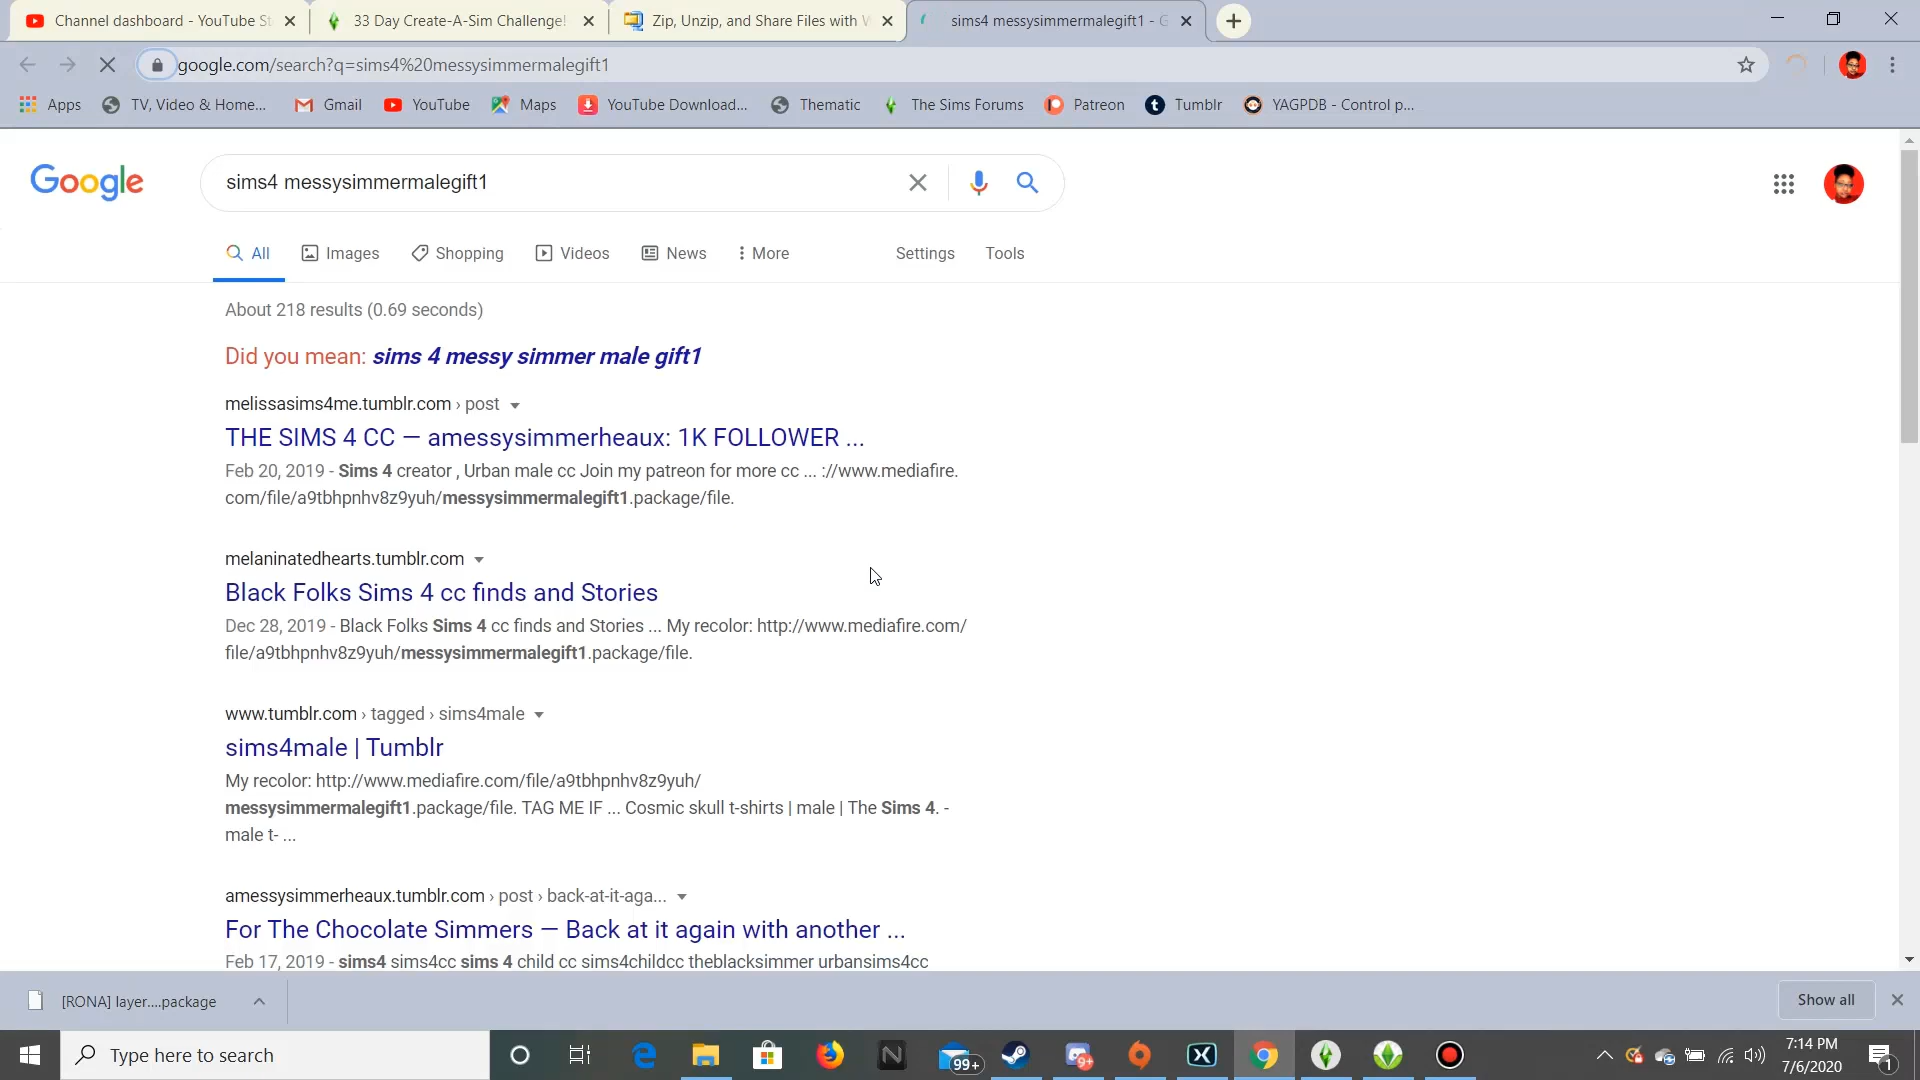 Channel dashboard - YouTube St
33 Day Create-A-Sim Challenge!
Zip, Unzip, and Share Files with W
sims4 messysimmermalegift1 - G
google.com/search?q=sims4%20messysimmermalegift1
Apps
TV, Video & Home...
Gmail
YouTube
Maps
YouTube Download...
Thematic
The Sims Forums
Patreon
Tumblr
YAGPDB - Control p...
Google
sims4 messysimmermalegift1
All
Images
Shopping
Videos
News
More
Settings
Tools
About 218 results (0.69 seconds)
Did you mean: sims 4 messy simmer male gift1
melissasims4me.tumblr.com › post
THE SIMS 4 CC — amessysimmerheaux: 1K FOLLOWER ...
Feb 20, 2019 - Sims 4 creator , Urban male cc Join my patreon for more cc ... ://www.mediafire.
com/file/a9tbhpnhv8z9yuh/messysimmermalegift1.package/file.
melaninatedhearts.tumblr.com
Black Folks Sims 4 cc finds and Stories
Dec 28, 2019 - Black Folks Sims 4 cc finds and Stories ... My recolor: http://www.mediafire.com/
file/a9tbhpnhv8z9yuh/messysimmermalegift1.package/file.
www.tumblr.com › tagged › sims4male
sims4male | Tumblr
My recolor: http://www.mediafire.com/file/a9tbhpnhv8z9yuh/
messysimmermalegift1.package/file. TAG ME IF ... Cosmic skull t-shirts | male | The Sims 4. -
male t- ...
amessysimmerheaux.tumblr.com › post › back-at-it-aga...
For The Chocolate Simmers — Back at it again with another ...
Feb 17, 2019 - sims4 sims4cc sims 4 child cc sims4childcc theblacksimmer urbansims4cc
[RONA] layer....package
Show all
Type here to search
99+
9+
7:14 PM
7/6/2020
1